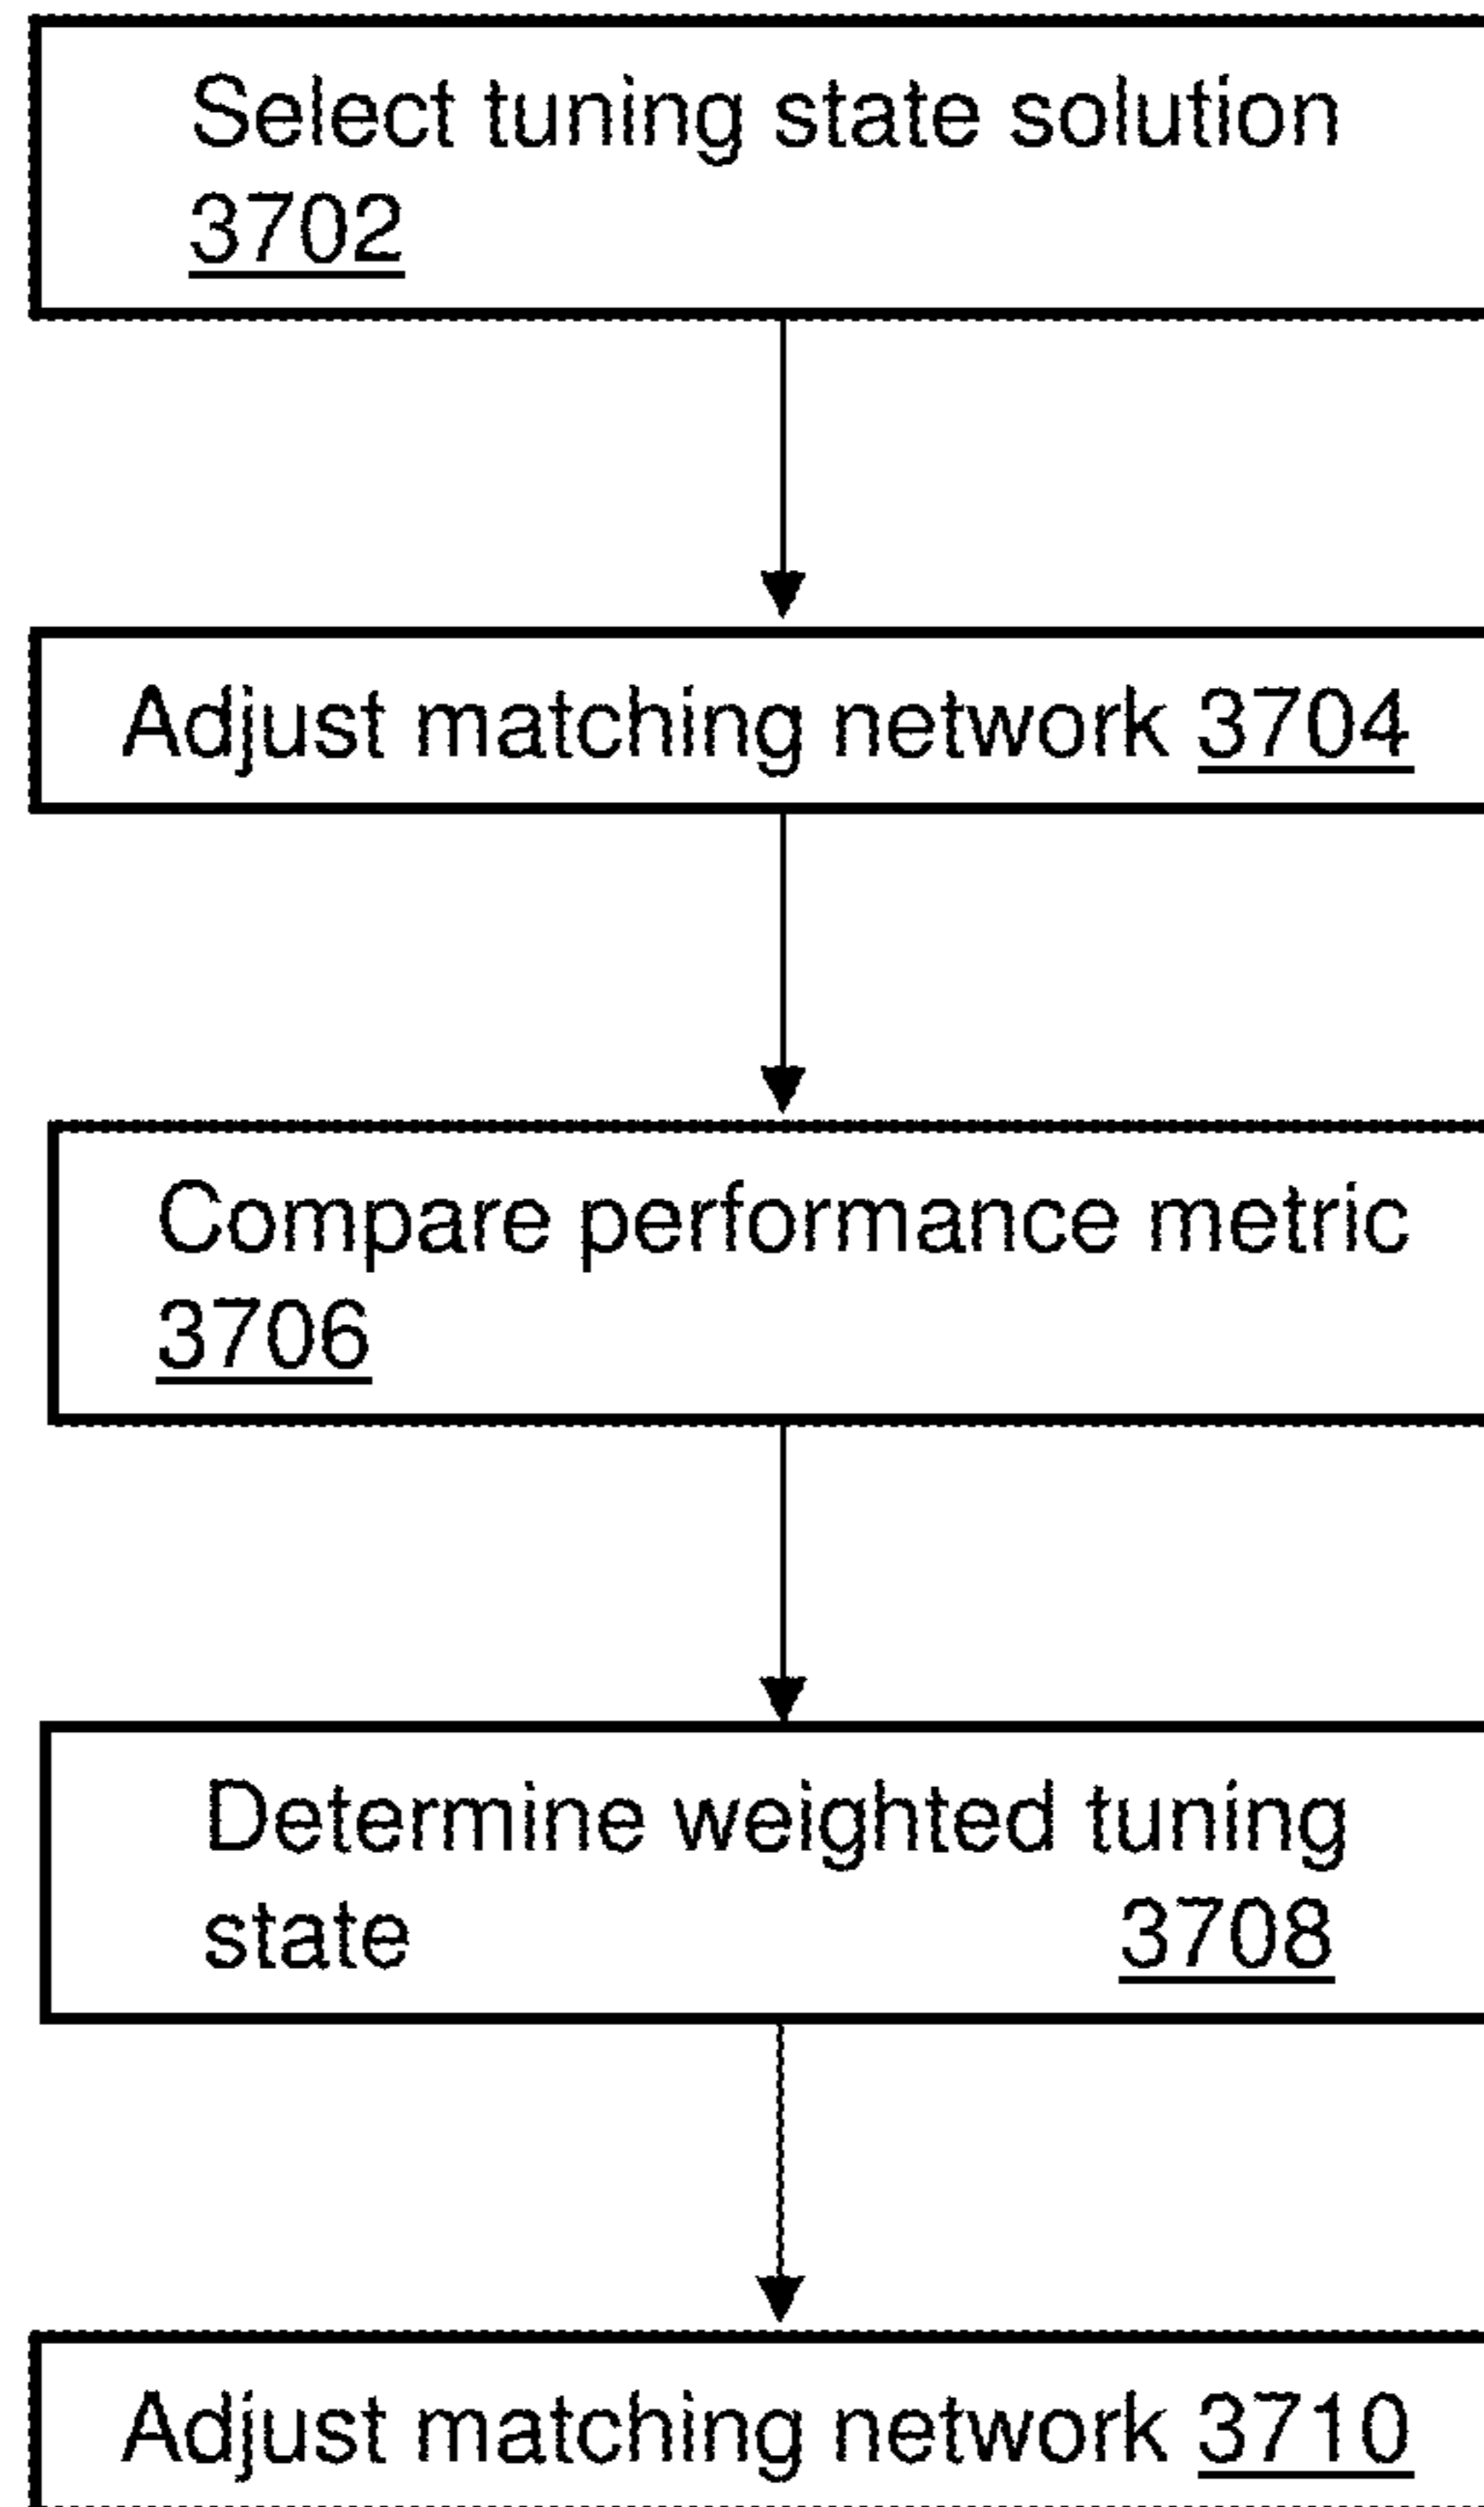 Select tuning state solution
3702
Adjust matching network 3704
Compare performance metric
3706
Determine weighted tuning
state 3708
Adjust matching network 3710